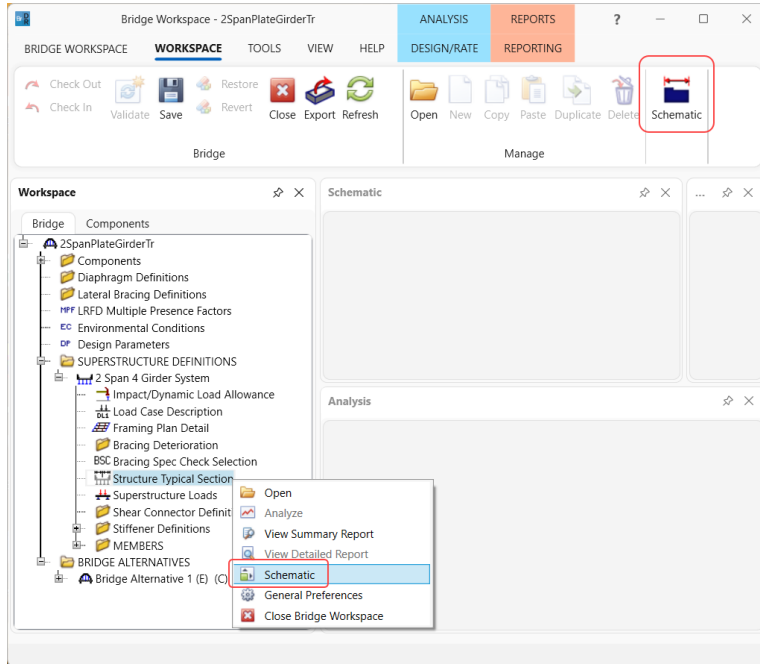 Bridge Workspace - 2SpanPlateGirderTr
ANALYSIS
REPORTS
?
BRIDGE WORKSPACE
WORKSPACE
TOOLS
VIEW
HELP
DESIGN/RATE
REPORTING
Check Out
Check In
Validate
Save
Restore
Revert
Close
Export
Refresh
Bridge
Open
New
Copy
Paste
Duplicate
Delete
Manage
Schematic
Workspace
Bridge
Components
2SpanPlateGirderTr
Components
Diaphragm Definitions
Lateral Bracing Definitions
MPF LRFD Multiple Presence Factors
EC Environmental Conditions
DP Design Parameters
SUPERSTRUCTURE DEFINITIONS
2 Span 4 Girder System
Impact/Dynamic Load Allowance
DL1 Load Case Description
Framing Plan Detail
Bracing Deterioration
BSC Bracing Spec Check Selection
Structure Typical Section
Superstructure Loads
Shear Connector Definit
Stiffener Definitions
MEMBERS
BRIDGE ALTERNATIVES
Bridge Alternative 1 (E) (C)
Open
Analyze
View Summary Report
View Detailed Report
Schematic
General Preferences
Close Bridge Workspace
Schematic
...
Analysis